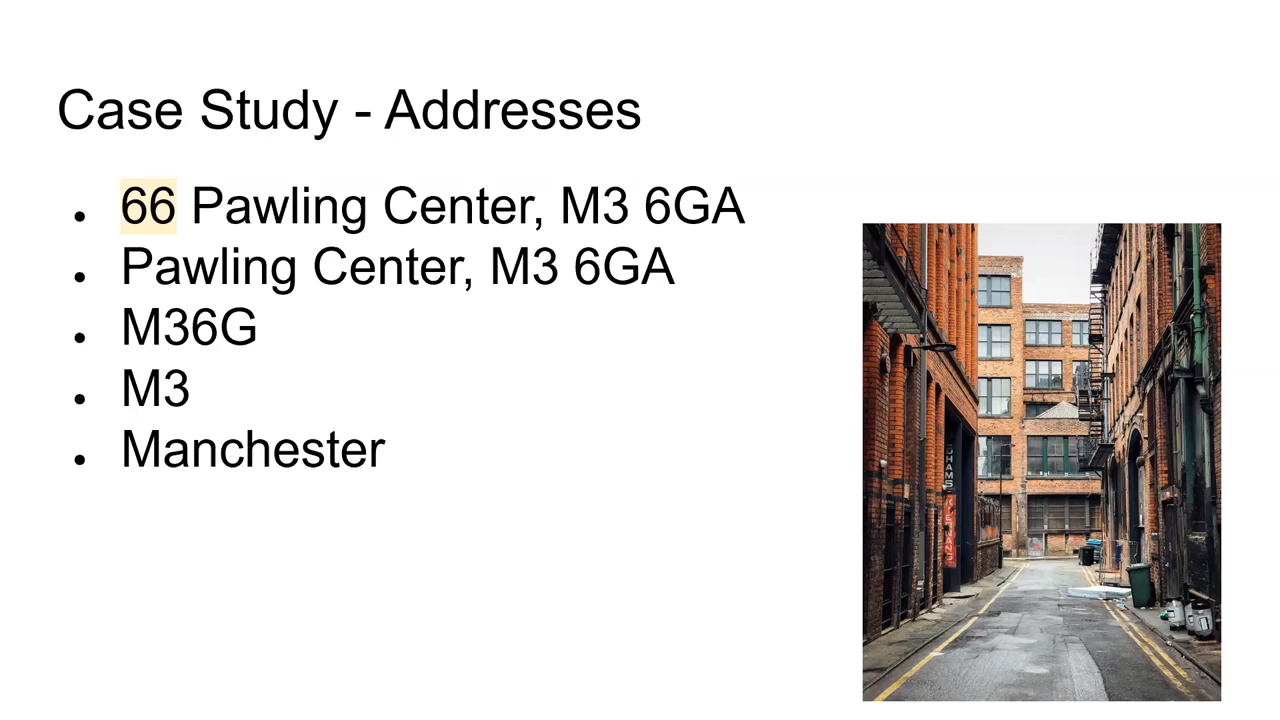 Case Study - Addresses
66 Pawling Center, M3 6GA
Pawling Center, M3 6GA
M36G
M3
Manchester